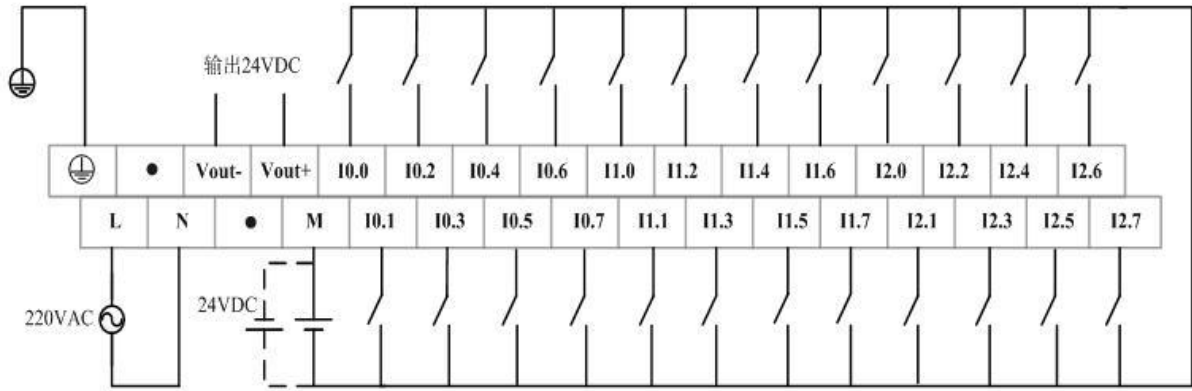 输出24VDC
● Vout- Vout+ I0.0 I0.2 I0.4 I0.6 I1.0 I1.2 I1.4 I1.6 I2.0 I2.2 I2.4 I2.6
L N ● M I0.1 I0.3 I0.5 I0.7 I1.1 I1.3 I1.5 I1.7 I2.1 I2.3 I2.5 I2.7
220VAC
24VDC